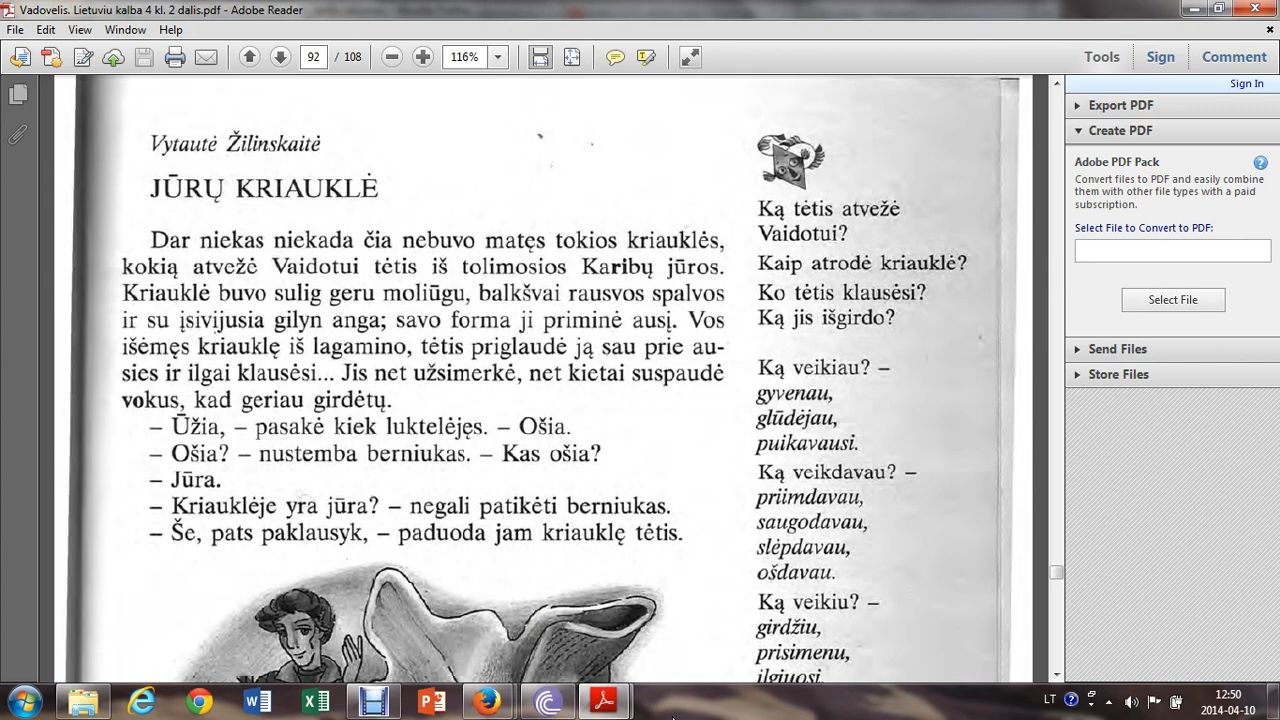 Vadovelis. Lietuviu kalba 4 kl. 2 dalis.pdf - Adobe Reader
File Edit View Window Help
92 / 108 116% Tools Sign Comment
Sign In
Export PDF
Create PDF
Adobe PDF Pack
Convert files to PDF and easily combine
them with other file types with a paid
subscription.
Select File to Convert to PDF:
Select File
Send Files
Store Files
Vytautė Žilinskaitė
JŪRŲ KRIAUKLĖ
Dar niekas niekada čia nebuvo matęs tokios kriauklės,
kokią atvežė Vaidotui tėtis iš tolimosios Karibų jūros.
Kriauklė buvo sulig geru moliūgu, balkšvai rausvos spalvos
ir su įsivijusia gilyn anga; savo forma ji priminė ausį. Vos
išėmęs kriauklę iš lagamino, tėtis priglaudė ją sau prie au-
sies ir ilgai klausėsi... Jis net užsimerkė, net kietai suspaudė
vokus, kad geriau girdėtų.
– Ūžia, – pasakė kiek luktelėjęs. – Ošia.
– Ošia? – nustemba berniukas. – Kas ošia?
– Jūra.
– Kriauklėje yra jūra? – negali patikėti berniukas.
– Še, pats paklausyk, – paduoda jam kriauklę tėtis.
Ką tėtis atvežė
Vaidotui?
Kaip atrodė kriauklė?
Ko tėtis klausėsi?
Ką jis išgirdo?
Ką veikiau? –
gyvenau,
glūdėjau,
puikavausi.
Ką veikdavau? –
priimdavau,
saugodavau,
slėpdavau,
ošdavau.
Ką veikiu? –
girdžiu,
prisimenu,
ilgiuosi
LT 12:50
2014-04-10